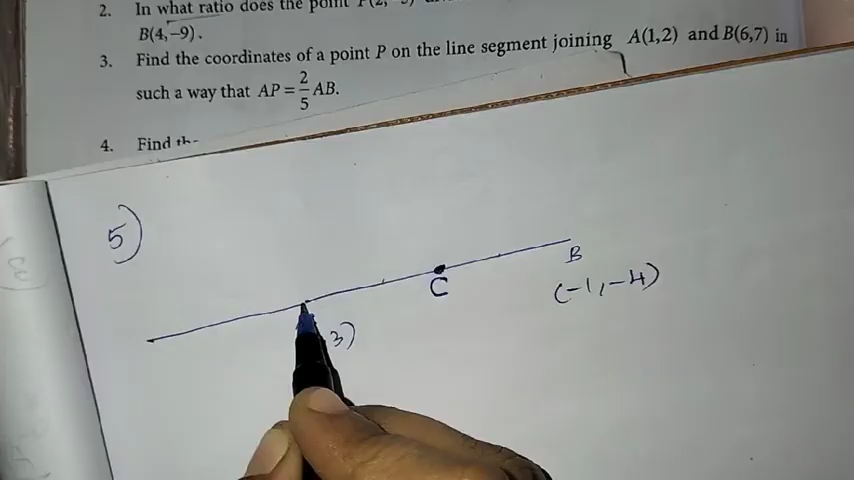 2. In what ratio does the point P(2,
B(4,−9).
3. Find the coordinates of a point P on the line segment joining A(1,2) and B(6,7) in
such a way that AP = 2/5 AB.
4. Find
5)
C
B
3)
(-1,-4)